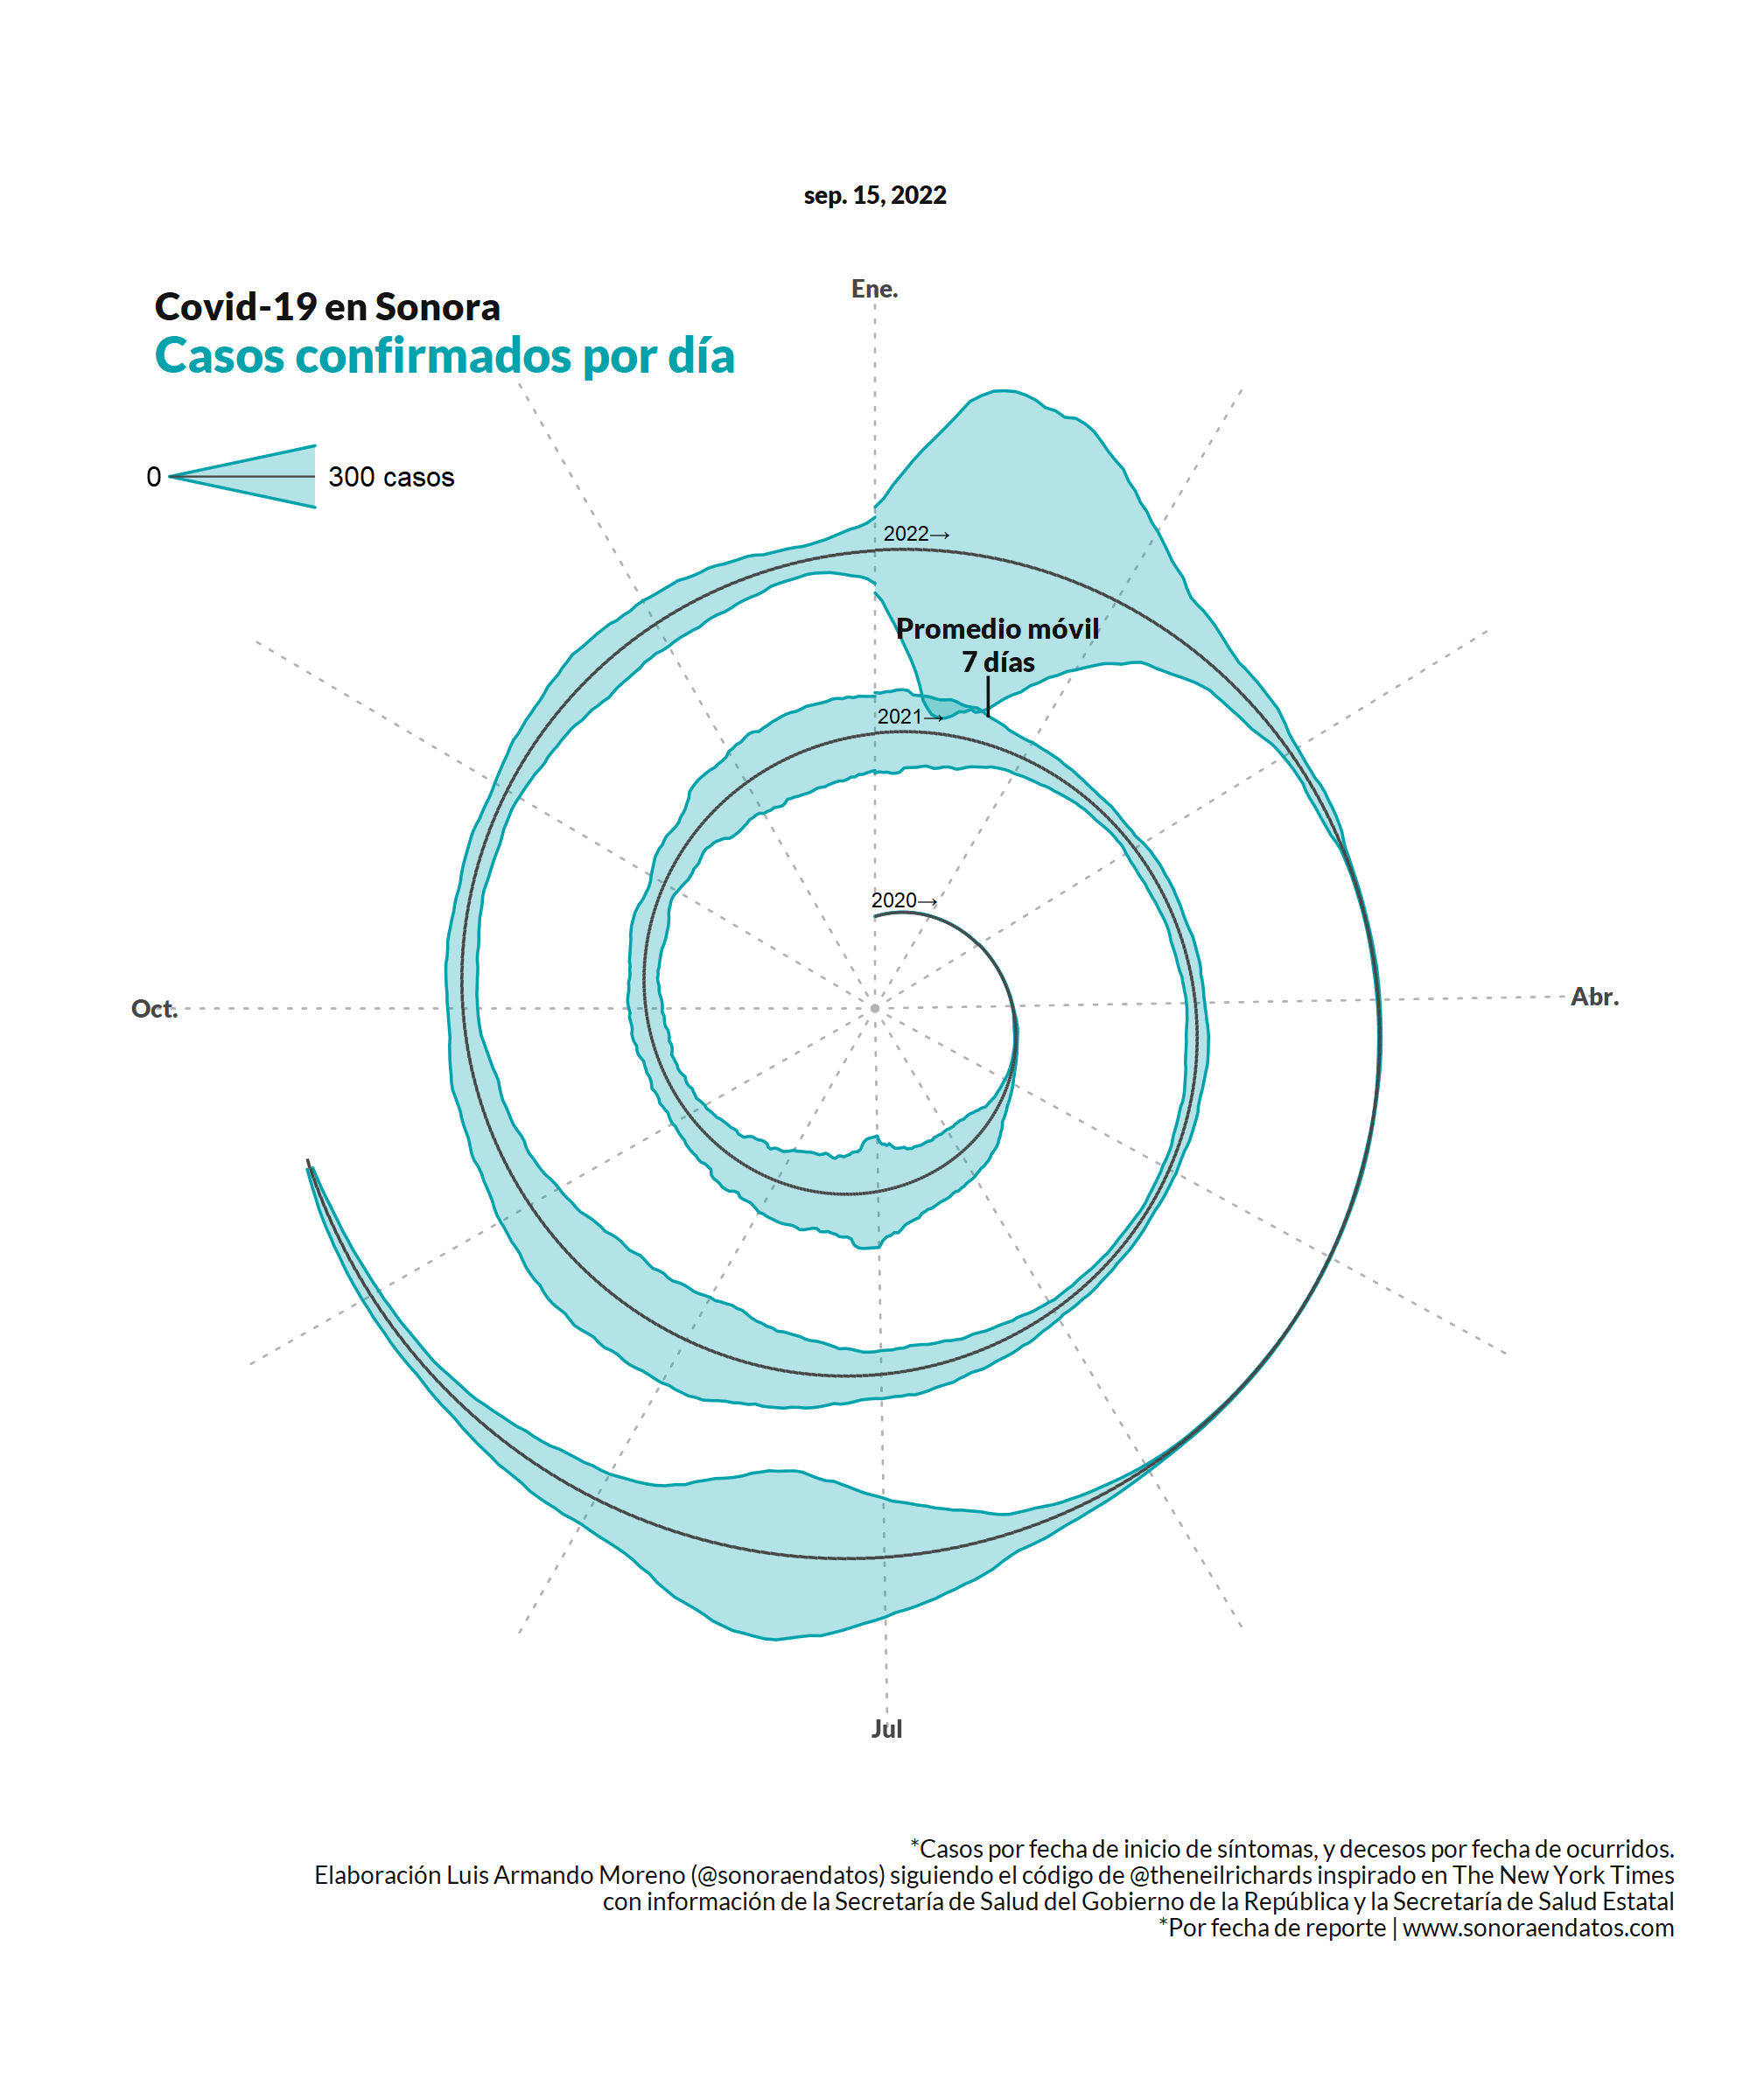 sep. 15, 2022
Ene.
Covid-19 en Sonora
Casos confirmados por día
0
300 casos
2022→
Promedio móvil
7 días
2021→
2020→
Oct.
Abr.
Jul
*Casos por fecha de inicio de síntomas, y decesos por fecha de ocurridos.
Elaboración Luis Armando Moreno (@sonoraendatos) siguiendo el código de @theneilrichards inspirado en The New York Times
con información de la Secretaría de Salud del Gobierno de la República y la Secretaría de Salud Estatal
*Por fecha de reporte | www.sonoraendatos.com